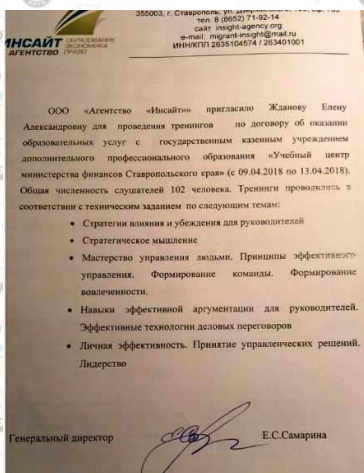 355003, г. Ставрополь, ул.
тел. 8 (8652) 71-92-14
сайт insight-agency.org
e-mail: migrant-insight@mail.ru
ИНН/КПП 2635104574 / 263401001
ИНСАЙТ
АГЕНТСТВО
ОБРАЗОВАНИЕ
ЭКОНОМИКА
ПРАВО
ООО «Агентство «Инсайт»» пригласило Жданову Елену
Александровну для проведения тренингов по договору об оказании
образовательных услуг с государственным казенным учреждением
дополнительного профессионального образования «Учебный центр
министерства финансов Ставропольского края» (с 09.04.2018 по 13.04.2018).
Общая численность слушателей 102 человека. Тренинги проводились в
соответствии с техническим заданием по следующим темам:
• Стратегии влияния и убеждения для руководителей
• Стратегическое мышление
• Мастерство управления людьми. Принципы эффективного
управления. Формирование команды. Формирование
вовлеченности.
• Навыки эффективной аргументации для руководителей.
Эффективные технологии деловых переговоров
• Личная эффективность. Принятие управленческих решений.
Лидерство
Генеральный директор Е.С.Самарина